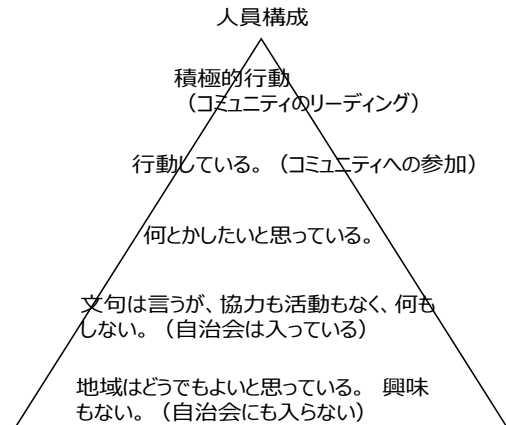 人員構成
積極的行動
（コミュニティのリーディング）
行動している。（コミュニティへの参加）
何とかしたいと思っている。
文句は言うが、協力も活動もなく、何も
しない。（自治会は入っている）
地域はどうでもよいと思っている。　興味
もない。（自治会にも入らない）